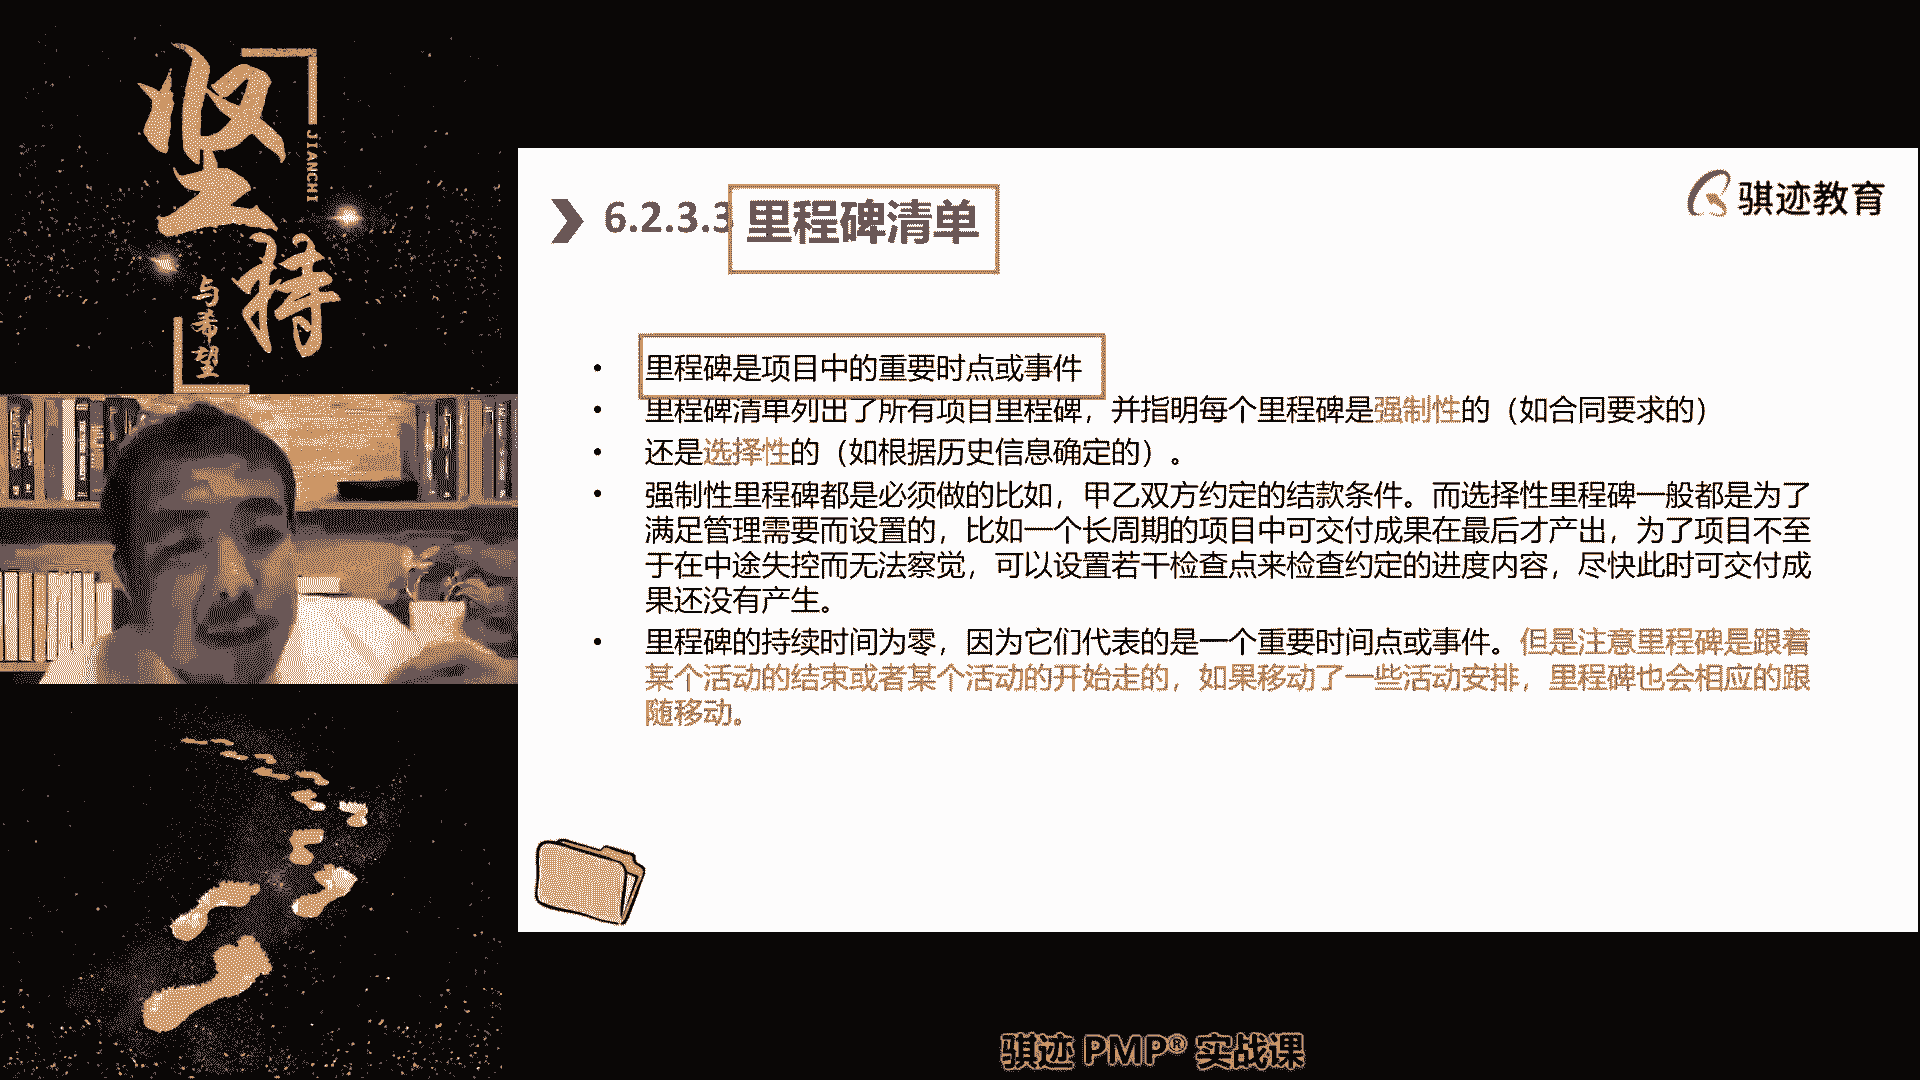 坚持
JIANCHI
与希望
6.2.3.3 里程碑清单
骐迹教育
• 里程碑是项目中的重要时点或事件
• 里程碑清单列出了所有项目里程碑，并指明每个里程碑是强制性的（如合同要求的）
• 还是选择性的（如根据历史信息确定的）。
• 强制性里程碑都是必须做的比如，甲乙双方约定的结款条件。而选择性里程碑一般都是为了
满足管理需要而设置的，比如一个长周期的项目中可交付成果在最后才产出，为了项目不至
于在中途失控而无法察觉，可以设置若干检查点来检查约定的进度内容，尽快此时可交付成
果还没有产生。
• 里程碑的持续时间为零，因为它们代表的是一个重要时间点或事件。但是注意里程碑是跟着
某个活动的结束或者某个活动的开始走的，如果移动了一些活动安排，里程碑也会相应的跟
随移动。
骐迹 PMP® 实战课